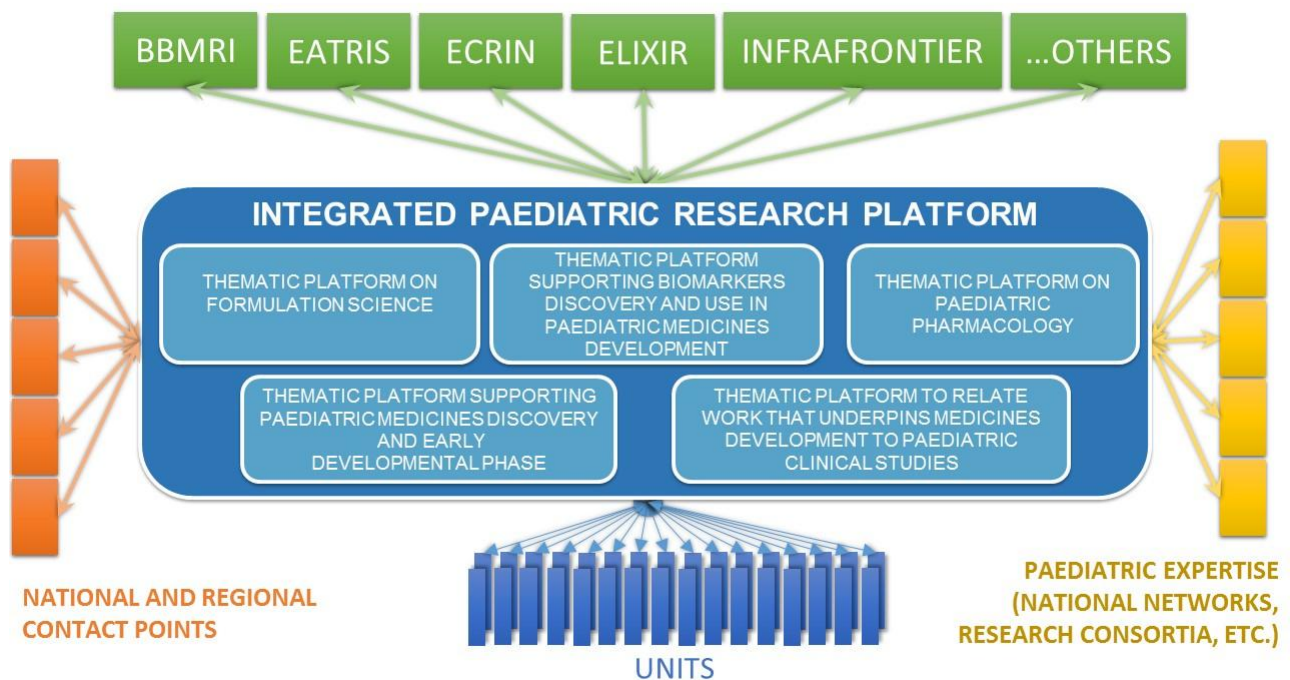 BBMRI
EATRIS
ECRIN
ELIXIR
INFRAFRONTIER
...OTHERS
INTEGRATED PAEDIATRIC RESEARCH PLATFORM
THEMATIC PLATFORM ON
FORMULATION SCIENCE
THEMATIC PLATFORM
SUPPORTING BIOMARKERS
DISCOVERY AND USE IN
PAEDIATRIC MEDICINES
DEVELOPMENT
THEMATIC PLATFORM ON
PAEDIATRIC
PHARMACOLOGY
THEMATIC PLATFORM SUPPORTING
PAEDIATRIC MEDICINES DISCOVERY
AND EARLY
DEVELOPMENTAL PHASE
THEMATIC PLATFORM TO RELATE
WORK THAT UNDERPINS MEDICINES
DEVELOPMENT TO PAEDIATRIC
CLINICAL STUDIES
NATIONAL AND REGIONAL
CONTACT POINTS
UNITS
PAEDIATRIC EXPERTISE
(NATIONAL NETWORKS,
RESEARCH CONSORTIA, ETC.)